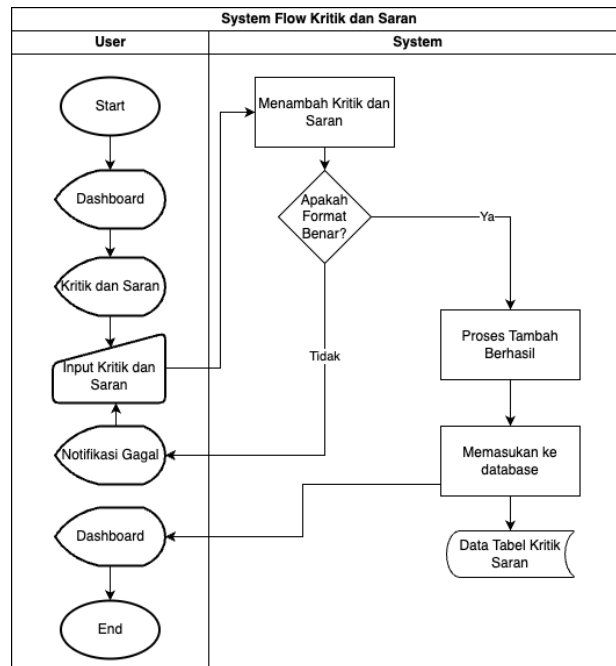 System Flow Kritik dan Saran
User
System
Start
Menambah Kritik dan
Saran
Dashboard
Apakah
Format
Benar?
Ya
Kritik dan Saran
Input Kritik dan
Saran
Tidak
Proses Tambah
Berhasil
Notifikasi Gagal
Memasukan ke
database
Dashboard
Data Tabel Kritik
Saran
End